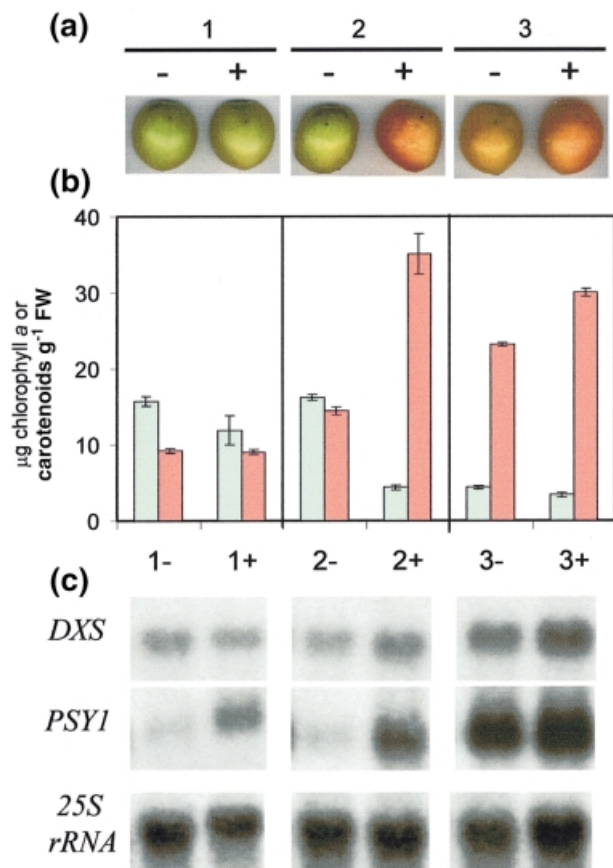 (a)
1 2 3
- + - + - +
(b)
40
30
20
10
0
µg chlorophyll a or
carotenoids g⁻¹ FW
1- 1+ 2- 2+ 3- 3+
(c)
DXS
PSY1
25S
rRNA